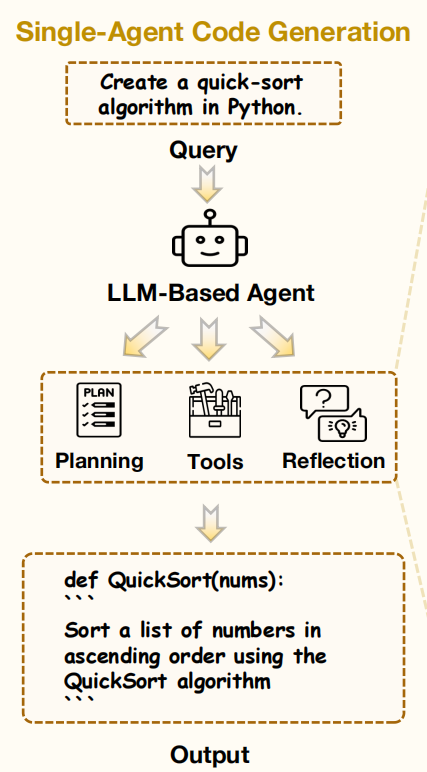 Single-Agent Code Generation
Create a quick-sort
algorithm in Python.
Query
LLM-Based Agent
PLAN
Planning
Tools
Reflection
def QuickSort(nums):
```
Sort a list of numbers in
ascending order using the
QuickSort algorithm
```
Output